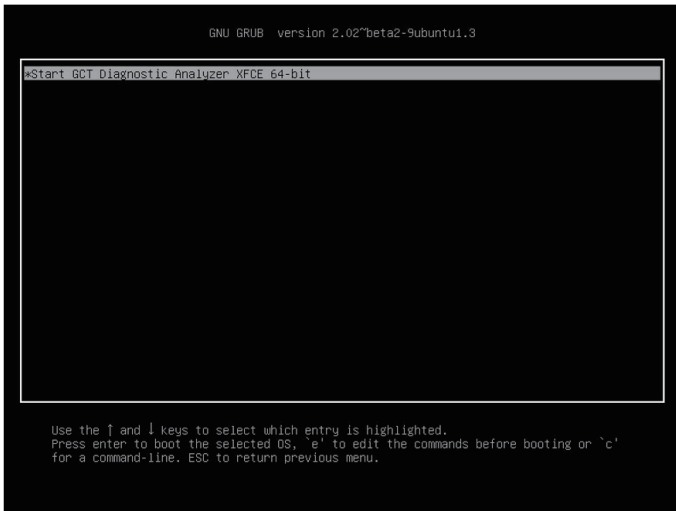 GNU GRUB  version 2.02~beta2-9ubuntu1.3
*Start GCT Diagnostic Analyzer XFCE 64-bit
Use the ↑ and ↓ keys to select which entry is highlighted.
Press enter to boot the selected OS, `e' to edit the commands before booting or `c'
for a command-line. ESC to return previous menu.